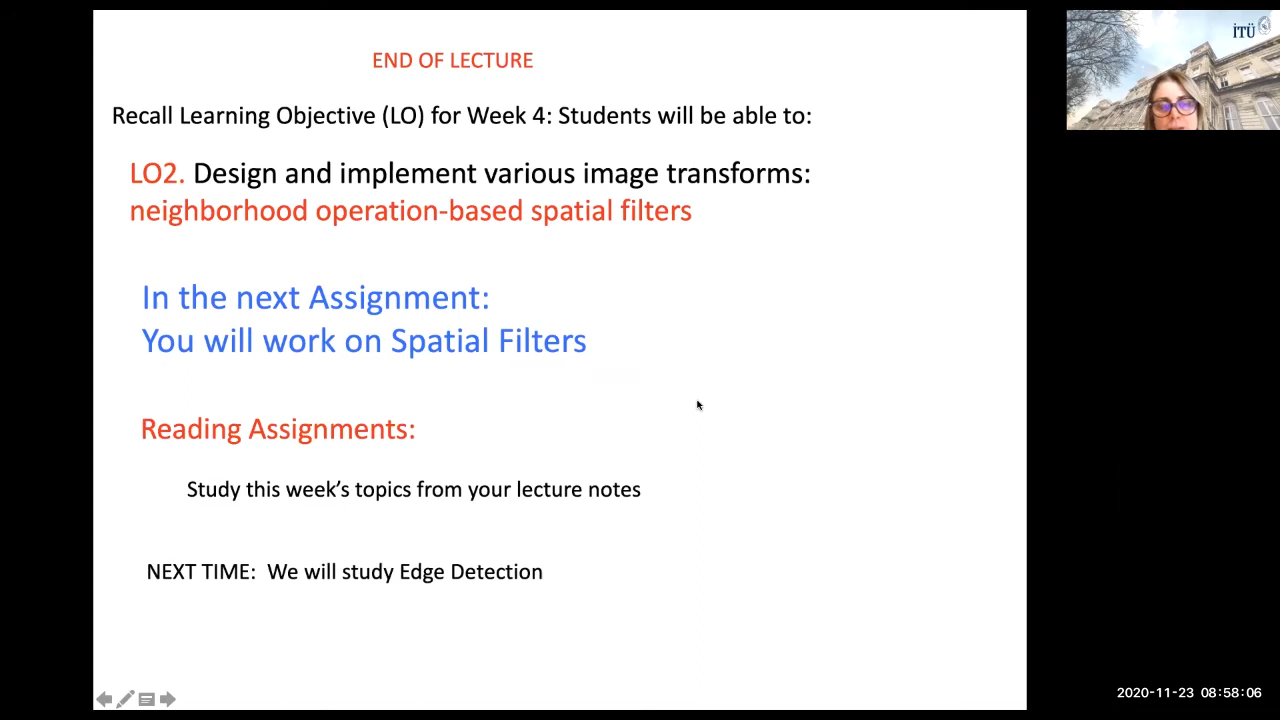 END OF LECTURE
İTÜ
Recall Learning Objective (LO) for Week 4: Students will be able to:
LO2. Design and implement various image transforms:
neighborhood operation-based spatial filters
In the next Assignment:
You will work on Spatial Filters
Reading Assignments:
Study this week’s topics from your lecture notes
NEXT TIME: We will study Edge Detection
2020-11-23 08:58:06